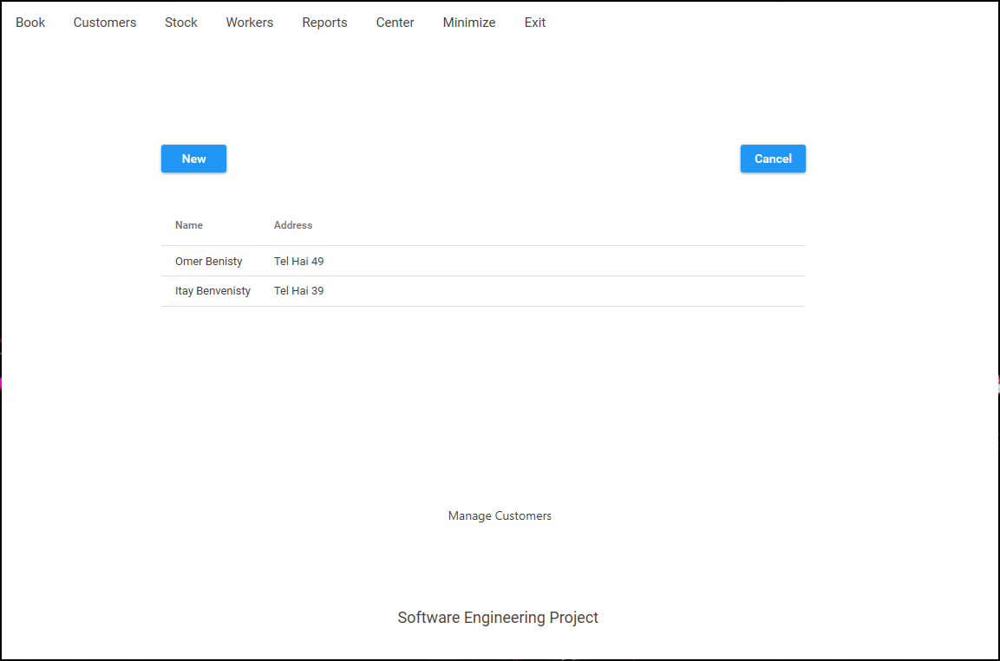 Book Customers Stock Workers Reports Center Minimize Exit
New Cancel
Name Address
Omer Benisty Tel Hai 49
Itay Benvenisty Tel Hai 39
Manage Customers
Software Engineering Project